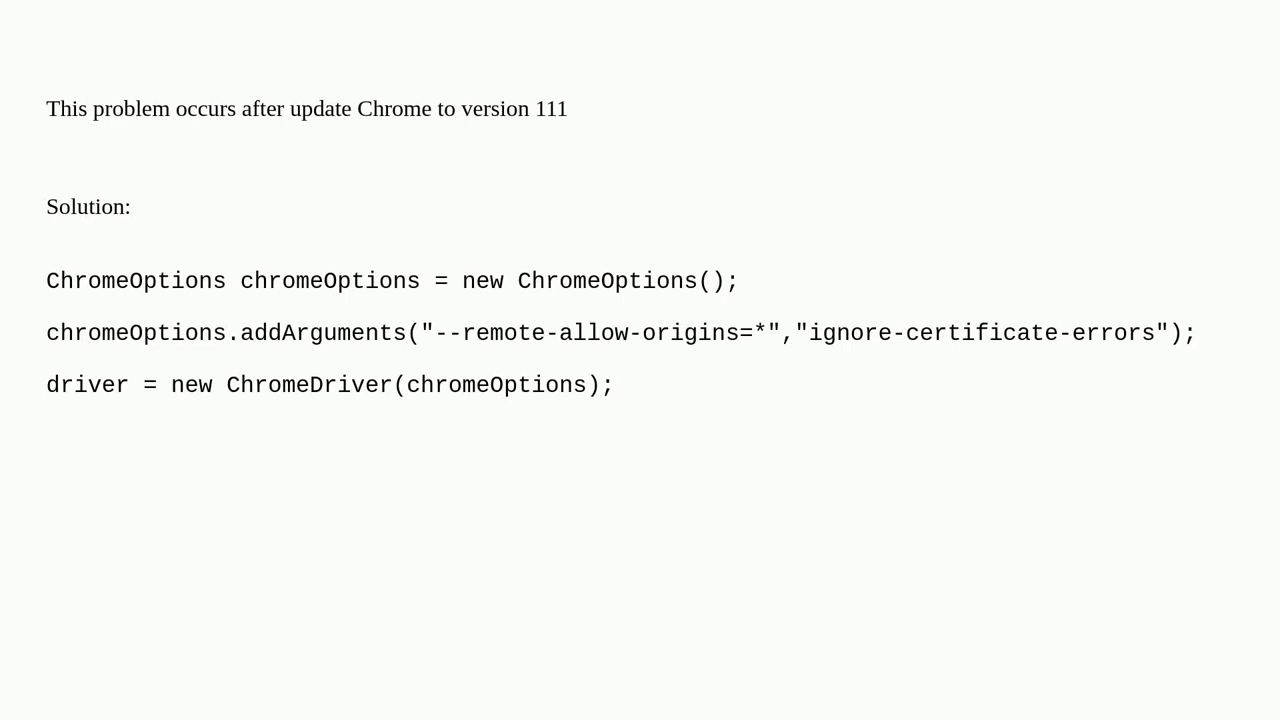 This problem occurs after update Chrome to version 111
Solution:
ChromeOptions chromeOptions = new ChromeOptions();
chromeOptions.addArguments("--remote-allow-origins=*","ignore-certificate-errors");
driver = new ChromeDriver(chromeOptions);